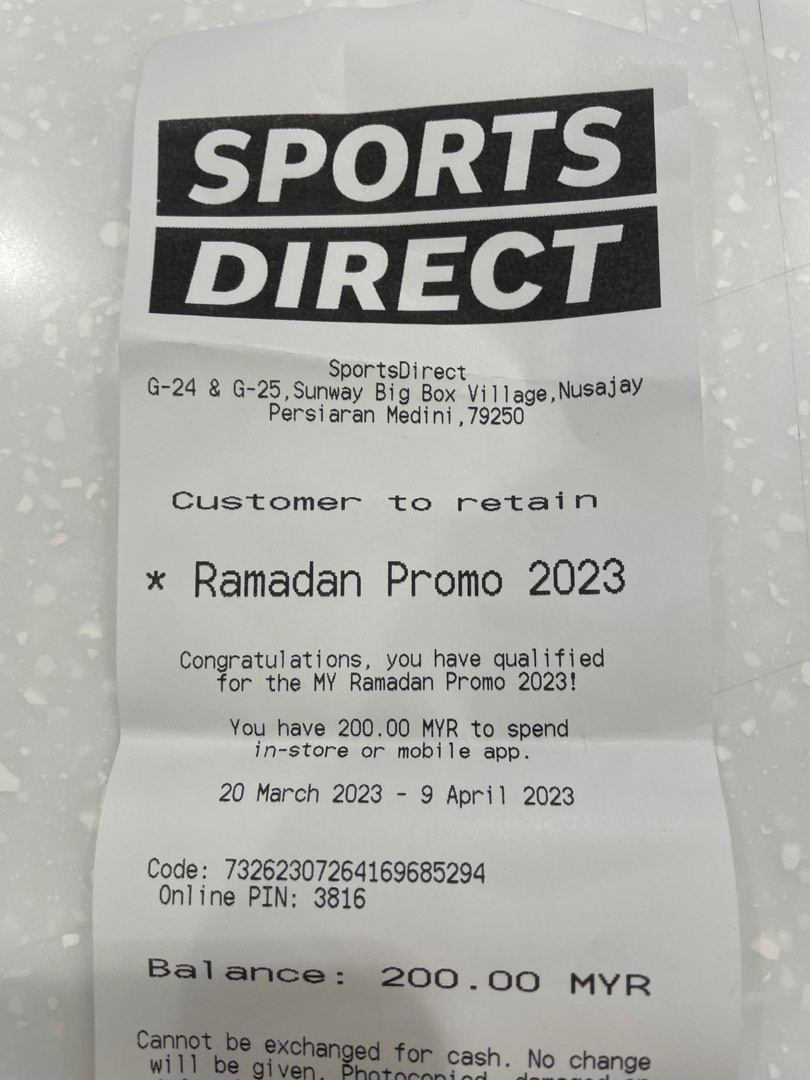 SPORTS
DIRECT
SportsDirect
G-24 & G-25,Sunway Big Box Village,Nusajay
Persiaran Medini,79250
Customer to retain
* Ramadan Promo 2023
Congratulations, you have qualified
for the MY Ramadan Promo 2023!
You have 200.00 MYR to spend
in-store or mobile app.
20 March 2023 - 9 April 2023
Code: 73262307264169685294
Online PIN: 3816
Balance: 200.00 MYR
Cannot be exchanged for cash. No change
will be given. Photocopied, damaged or